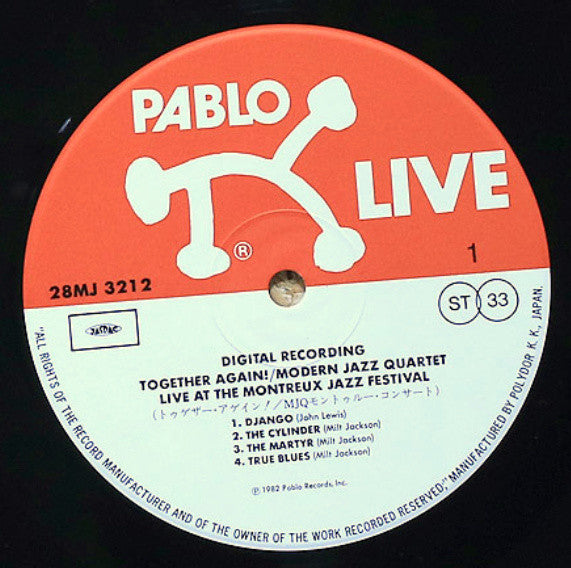 PABLO
LIVE
®
1
28MJ 3212
JASRAC
ST 33
DIGITAL RECORDING
TOGETHER AGAIN!/MODERN JAZZ QUARTET
LIVE AT THE MONTREUX JAZZ FESTIVAL
(トゥゲザー・アゲイン！/MJQモントゥルー・コンサート)
1. DJANGO (John Lewis)
2. THE CYLINDER (Milt Jackson)
3. THE MARTYR (Milt Jackson)
4. TRUE BLUES (Milt Jackson)
℗ 1982 Pablo Records, Inc.
"ALL RIGHTS OF THE RECORD MANUFACTURER AND OF THE OWNER OF THE WORK RECORDED RESERVED," MANUFACTURED BY POLYDOR K. K., JAPAN.